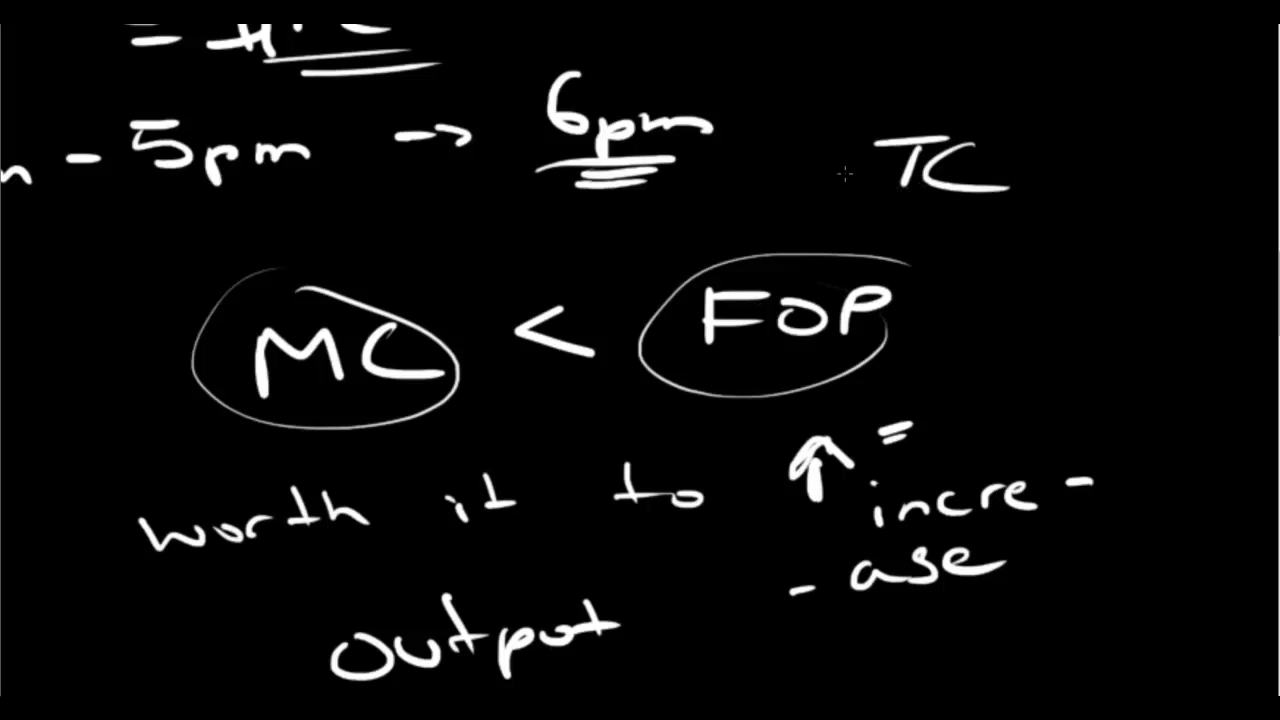 - 5pm → 6pm
TC
MC < FOP
worth it to ↑ =
incre -
- ase
output